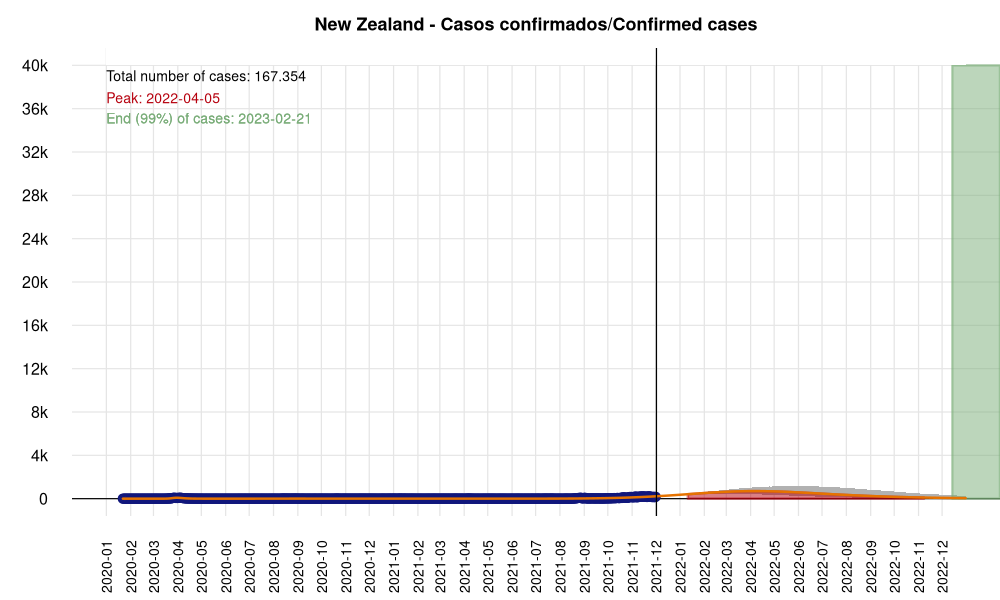 New Zealand - Casos confirmados/Confirmed cases
Total number of cases: 167.354
Peak: 2022-04-05
End (99%) of cases: 2023-02-21
40k
36k
32k
28k
24k
20k
16k
12k
8k
4k
0
2020-01
2020-02
2020-03
2020-04
2020-05
2020-06
2020-07
2020-08
2020-09
2020-10
2020-11
2020-12
2021-01
2021-02
2021-03
2021-04
2021-05
2021-06
2021-07
2021-08
2021-09
2021-10
2021-11
2021-12
2022-01
2022-02
2022-03
2022-04
2022-05
2022-06
2022-07
2022-08
2022-09
2022-10
2022-11
2022-12